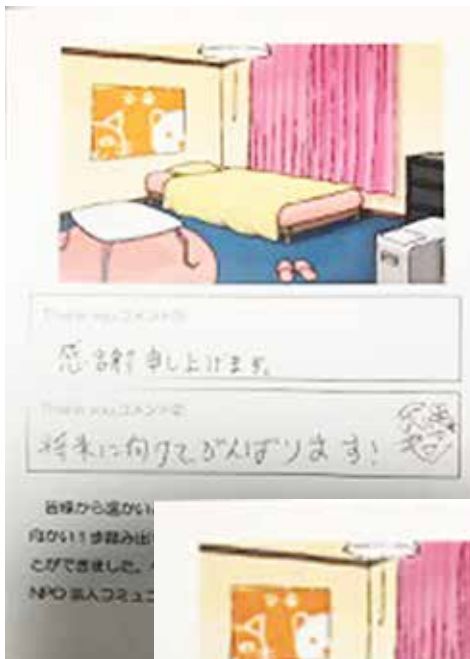 Thank youコメント①
感謝申し上げます。
Thank youコメント②
将来に向けてがんばります!
皆様から温かい
向かい1歩踏み出
とができました。
NPO法人コミュニ